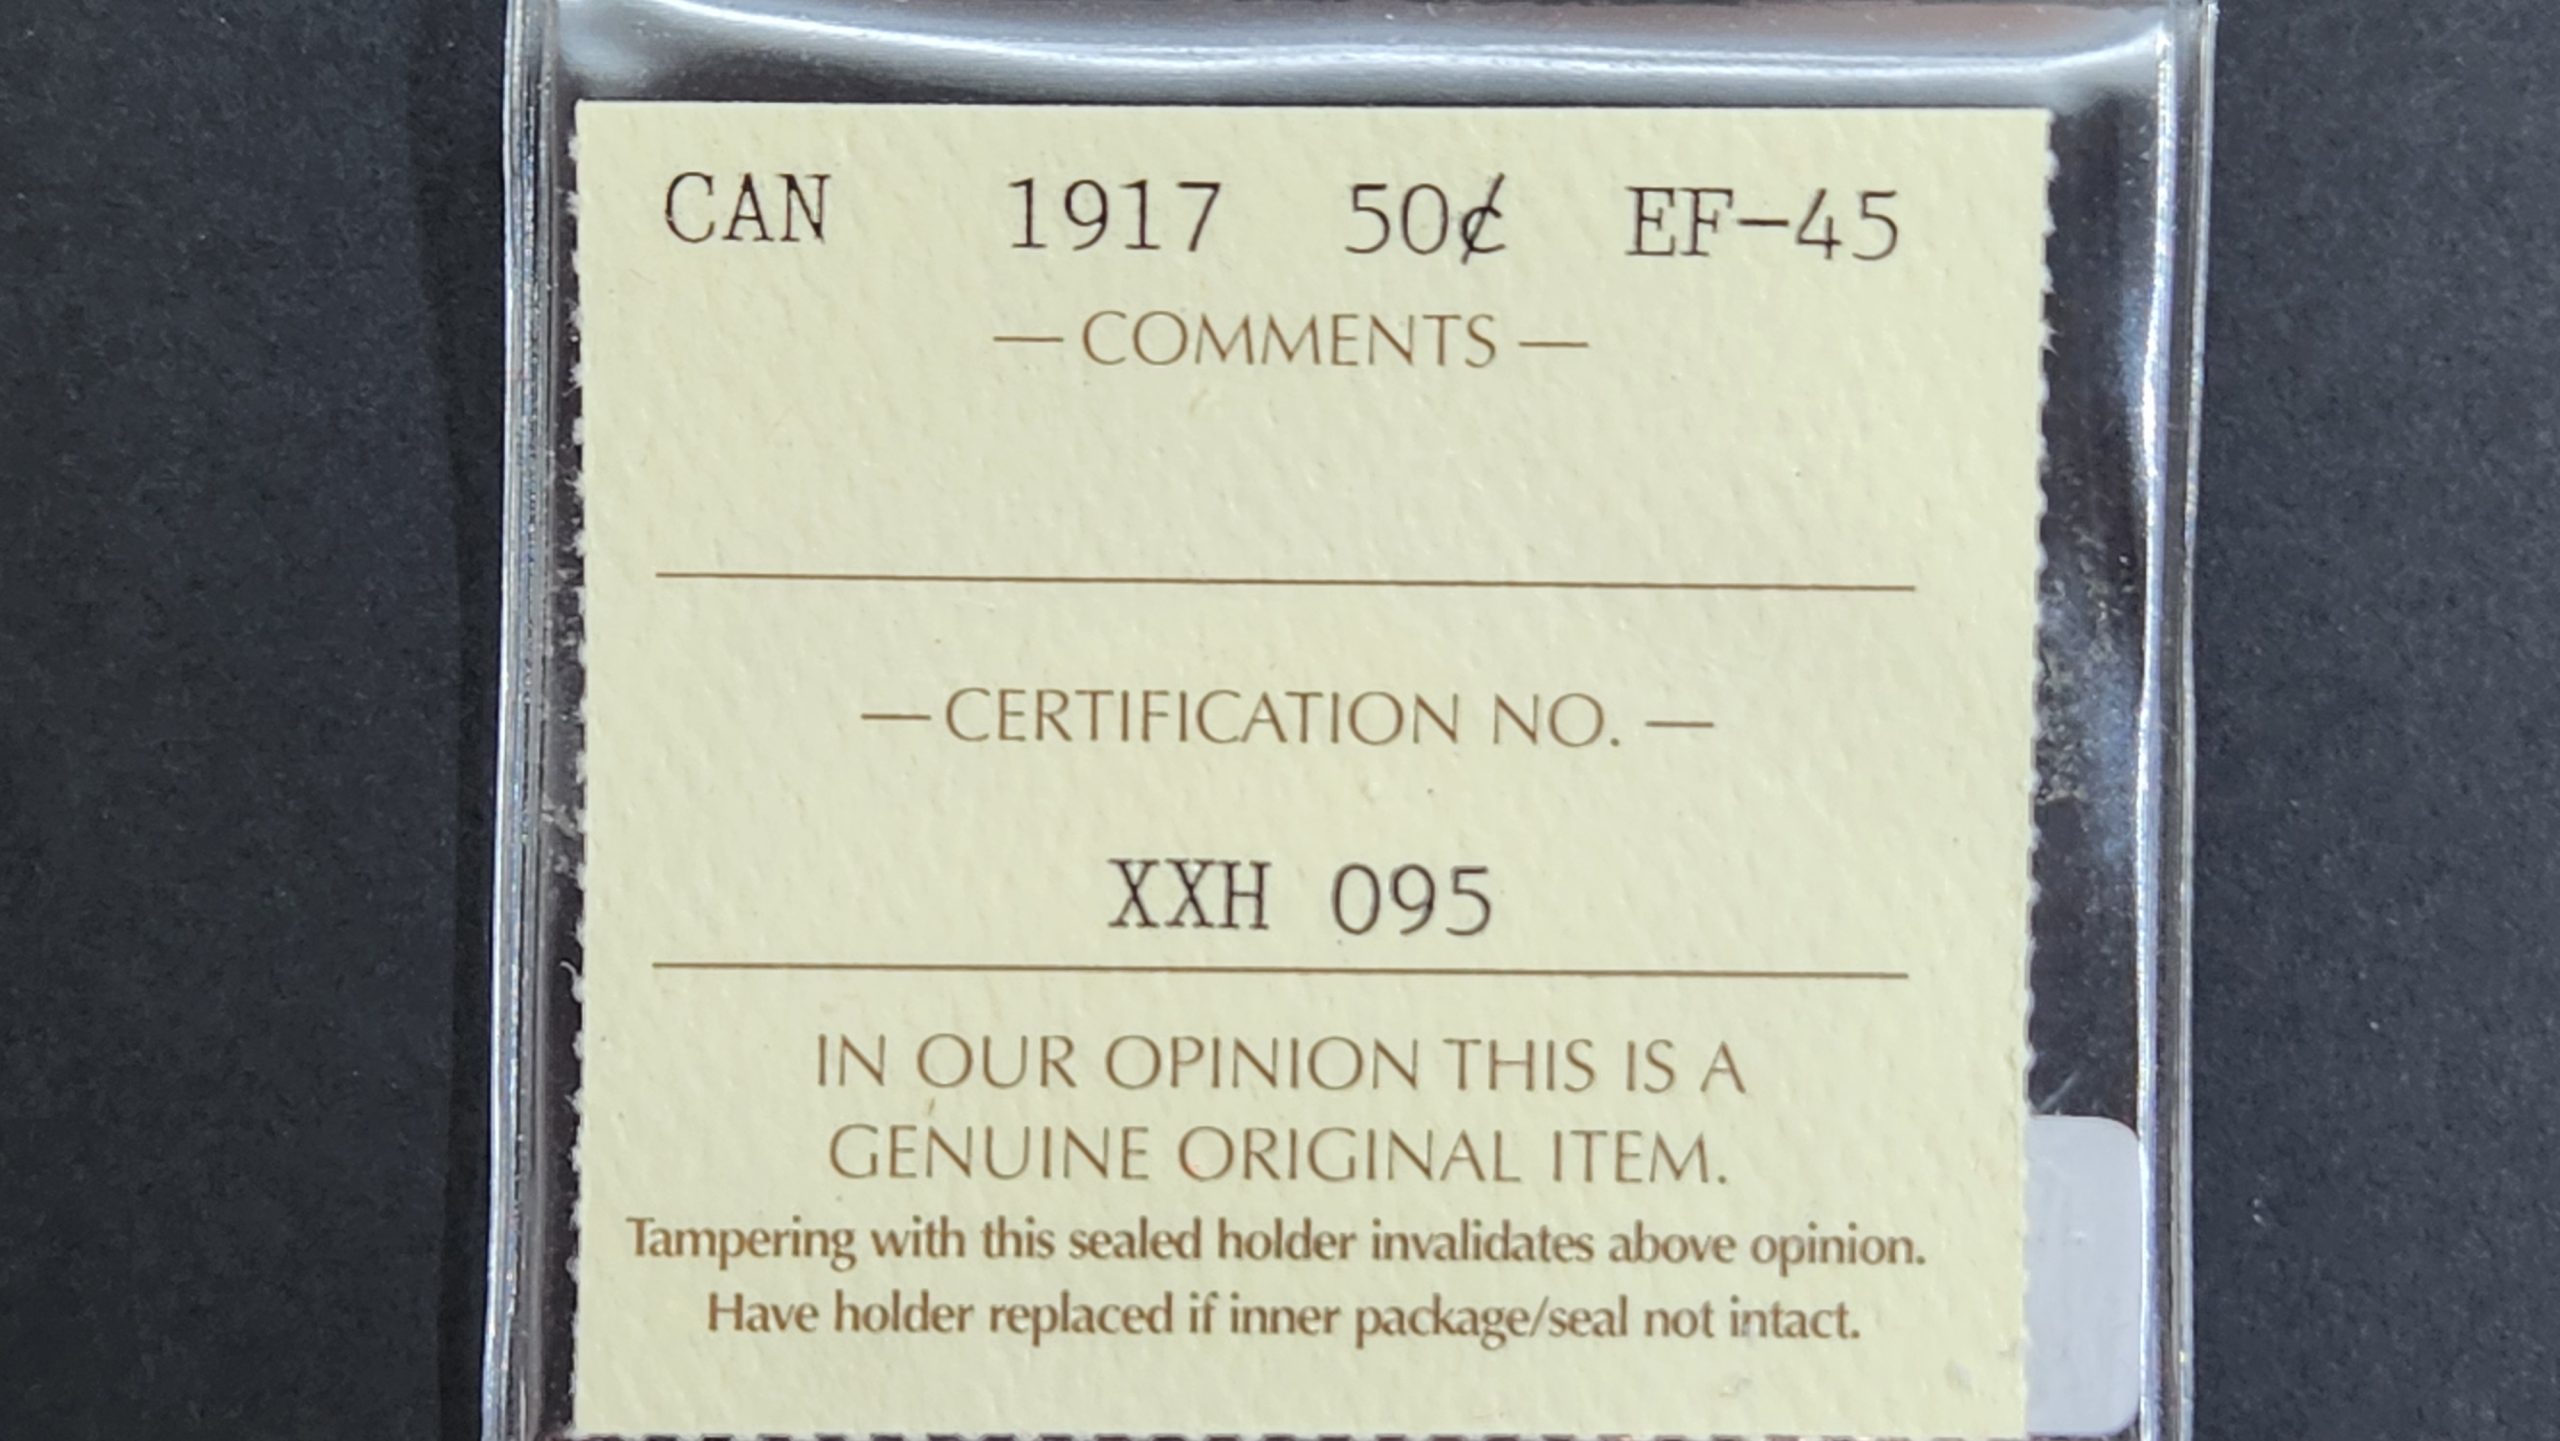 CAN 1917 50¢ EF-45
— COMMENTS —
— CERTIFICATION NO. —
XXH 095
IN OUR OPINION THIS IS A
GENUINE ORIGINAL ITEM.
Tampering with this sealed holder invalidates above opinion.
Have holder replaced if inner package/seal not intact.